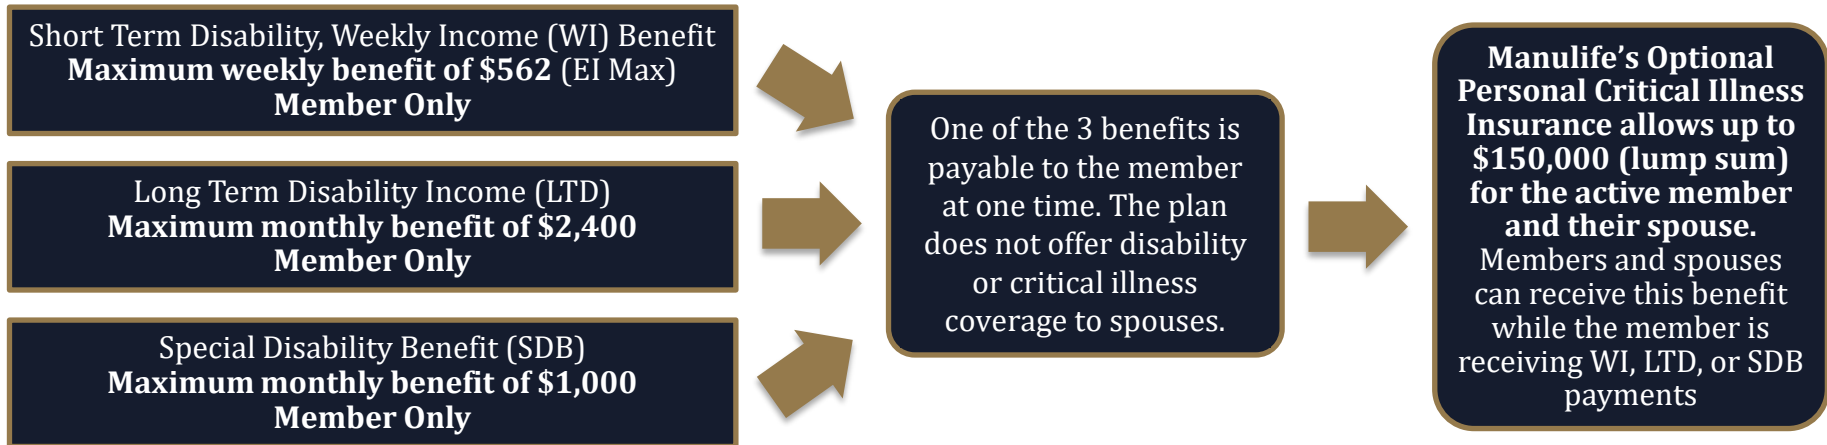 Short Term Disability, Weekly Income (WI) Benefit
Maximum weekly benefit of $562 (EI Max)
Member Only
Long Term Disability Income (LTD)
Maximum monthly benefit of $2,400
Member Only
Special Disability Benefit (SDB)
Maximum monthly benefit of $1,000
Member Only
One of the 3 benefits is
payable to the member
at one time. The plan
does not offer disability
or critical illness
coverage to spouses.
Manulife’s Optional
Personal Critical Illness
Insurance allows up to
$150,000 (lump sum)
for the active member
and their spouse.
Members and spouses
can receive this benefit
while the member is
receiving WI, LTD, or SDB
payments